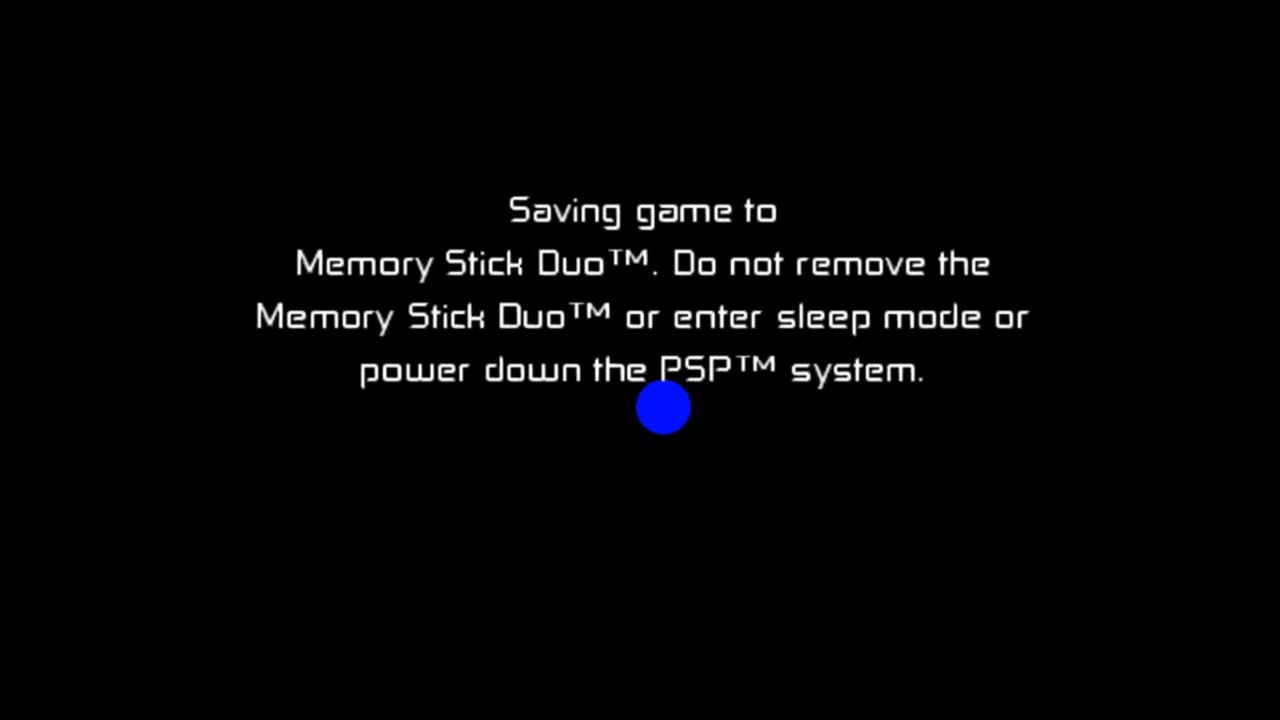 Saving game to
Memory Stick Duo™. Do not remove the
Memory Stick Duo™ or enter sleep mode or
power down the PSP™ system.